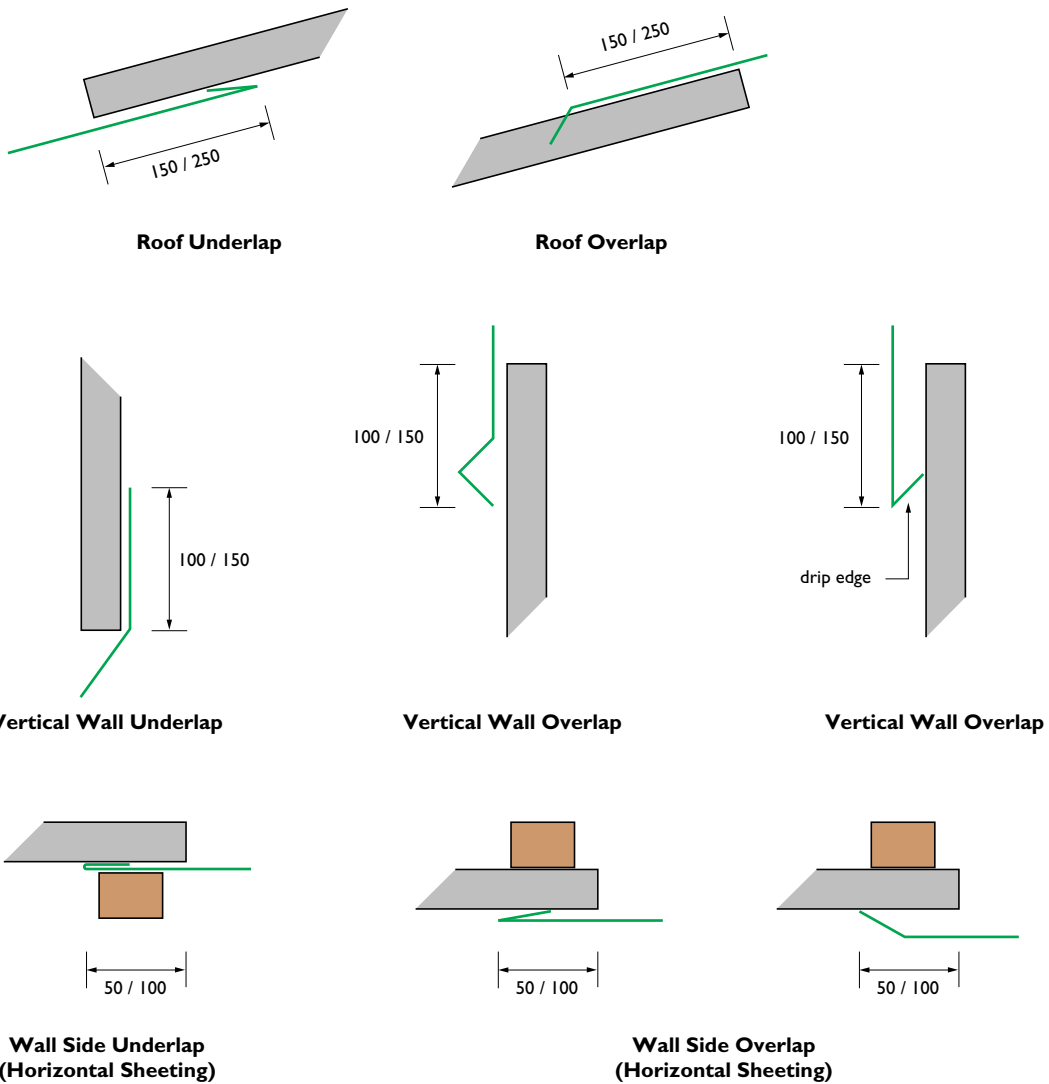 150 / 250
150 / 250
Roof Underlap
Roof Overlap
100 / 150
100 / 150
100 / 150
drip edge
Vertical Wall Underlap
Vertical Wall Overlap
Vertical Wall Overlap
50 / 100
50 / 100
50 / 100
Wall Side Underlap
(Horizontal Sheeting)
Wall Side Overlap
(Horizontal Sheeting)